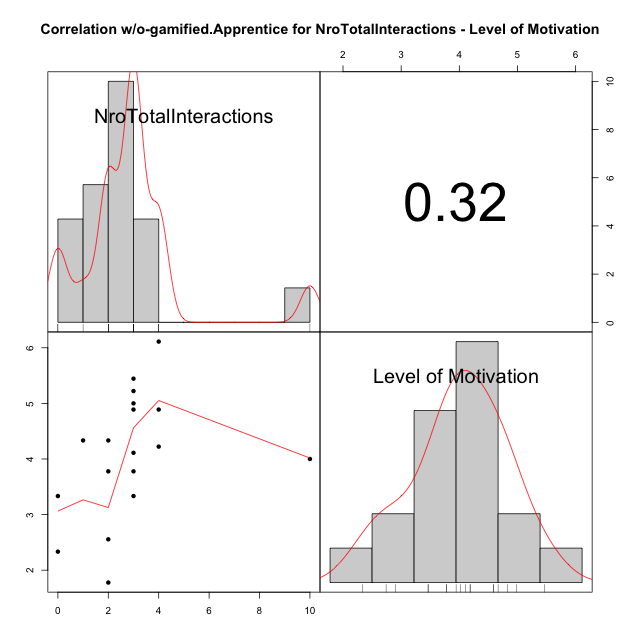 Correlation w/o-gamified.Apprentice for NroTotalInteractions - Level of Motivation
2 3 4 5 6
NroTotalInteractions
0.32
0 2 4 6 8 10
Level of Motivation
2 3 4 5 6
0 2 4 6 8 10